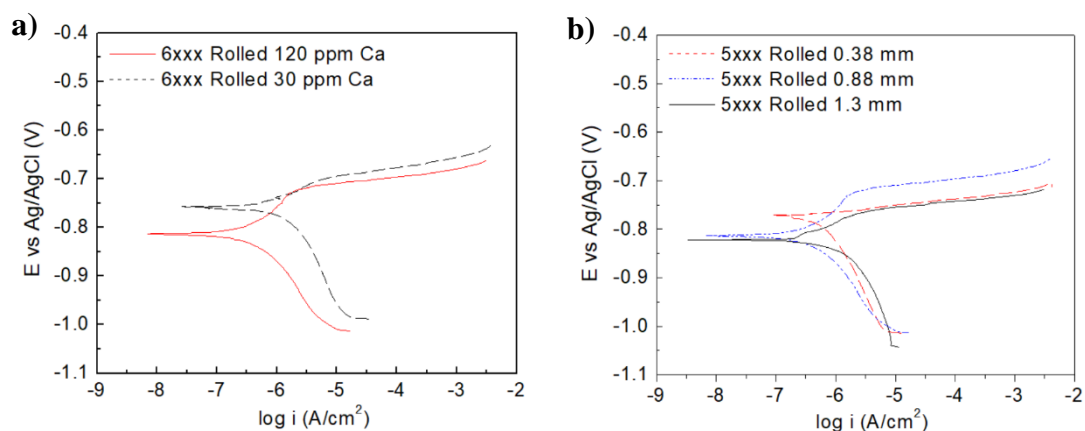 a)
6xxx Rolled 120 ppm Ca
6xxx Rolled 30 ppm Ca
E vs Ag/AgCl (V)
-0.4
-0.5
-0.6
-0.7
-0.8
-0.9
-1.0
-1.1
-9 -8 -7 -6 -5 -4 -3 -2
log i (A/cm²)
b)
5xxx Rolled 0.38 mm
5xxx Rolled 0.88 mm
5xxx Rolled 1.3 mm
E vs Ag/AgCl (V)
-0.4
-0.5
-0.6
-0.7
-0.8
-0.9
-1.0
-1.1
-9 -8 -7 -6 -5 -4 -3 -2
log i (A/cm²)